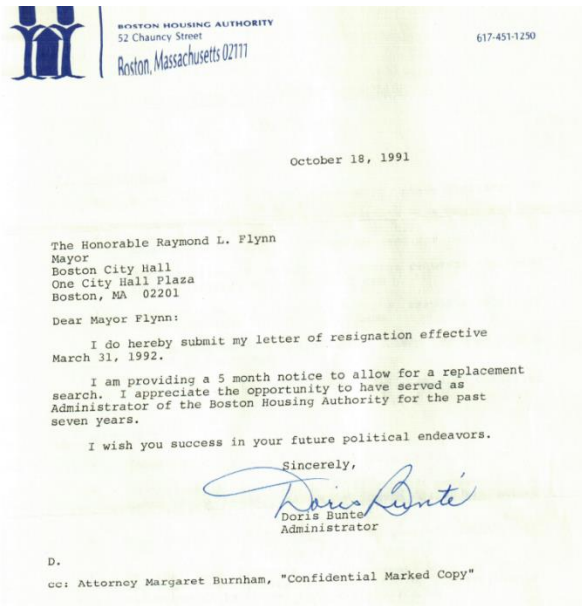 BOSTON HOUSING AUTHORITY
52 Chauncy Street
Boston, Massachusetts 02111
617-451-1250
October 18, 1991
The Honorable Raymond L. Flynn
Mayor
Boston City Hall
One City Hall Plaza
Boston, MA 02201
Dear Mayor Flynn:
I do hereby submit my letter of resignation effective
March 31, 1992.
I am providing a 5 month notice to allow for a replacement
search. I appreciate the opportunity to have served as
Administrator of the Boston Housing Authority for the past
seven years.
I wish you success in your future political endeavors.
Sincerely,
Doris Bunté
Doris Bunte
Administrator
D.
cc: Attorney Margaret Burnham, "Confidential Marked Copy"